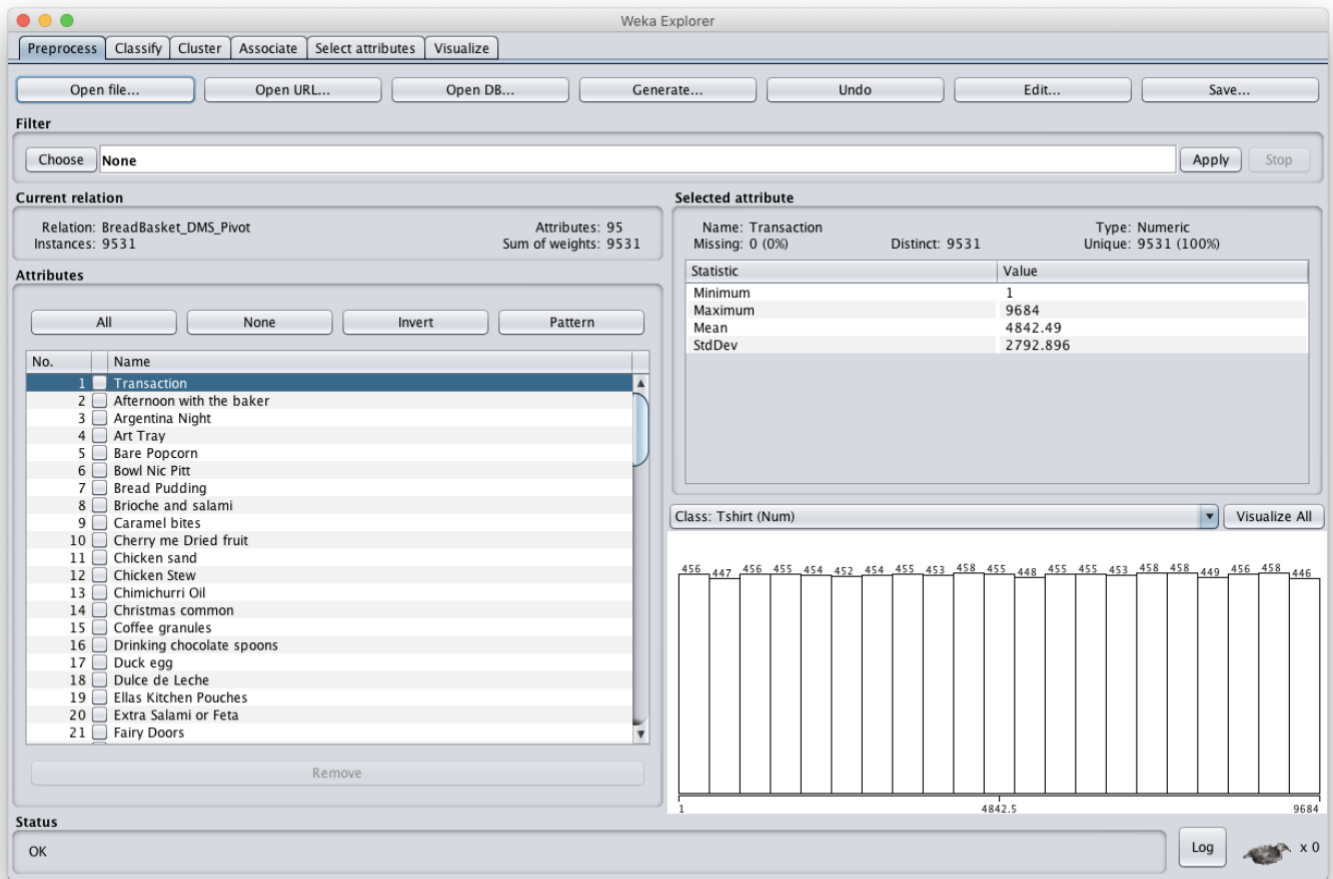 Weka Explorer
Preprocess Classify Cluster Associate Select attributes Visualize
Open file... Open URL... Open DB... Generate... Undo Edit... Save...
Filter
Choose None Apply Stop
Current relation
Relation: BreadBasket_DMS_Pivot Attributes: 95
Instances: 9531 Sum of weights: 9531
Attributes
All None Invert Pattern
No. Name
1 Transaction
2 Afternoon with the baker
3 Argentina Night
4 Art Tray
5 Bare Popcorn
6 Bowl Nic Pitt
7 Bread Pudding
8 Brioche and salami
9 Caramel bites
10 Cherry me Dried fruit
11 Chicken sand
12 Chicken Stew
13 Chimichurri Oil
14 Christmas common
15 Coffee granules
16 Drinking chocolate spoons
17 Duck egg
18 Dulce de Leche
19 Ellas Kitchen Pouches
20 Extra Salami or Feta
21 Fairy Doors
Remove
Selected attribute
Name: Transaction Type: Numeric
Missing: 0 (0%) Distinct: 9531 Unique: 9531 (100%)
Statistic Value
Minimum 1
Maximum 9684
Mean 4842.49
StdDev 2792.896
Class: Tshirt (Num) Visualize All
456 447 456 455 454 452 454 455 453 458 455 448 455 455 453 458 458 449 456 458 446
1 4842.5 9684
Status
OK Log x 0